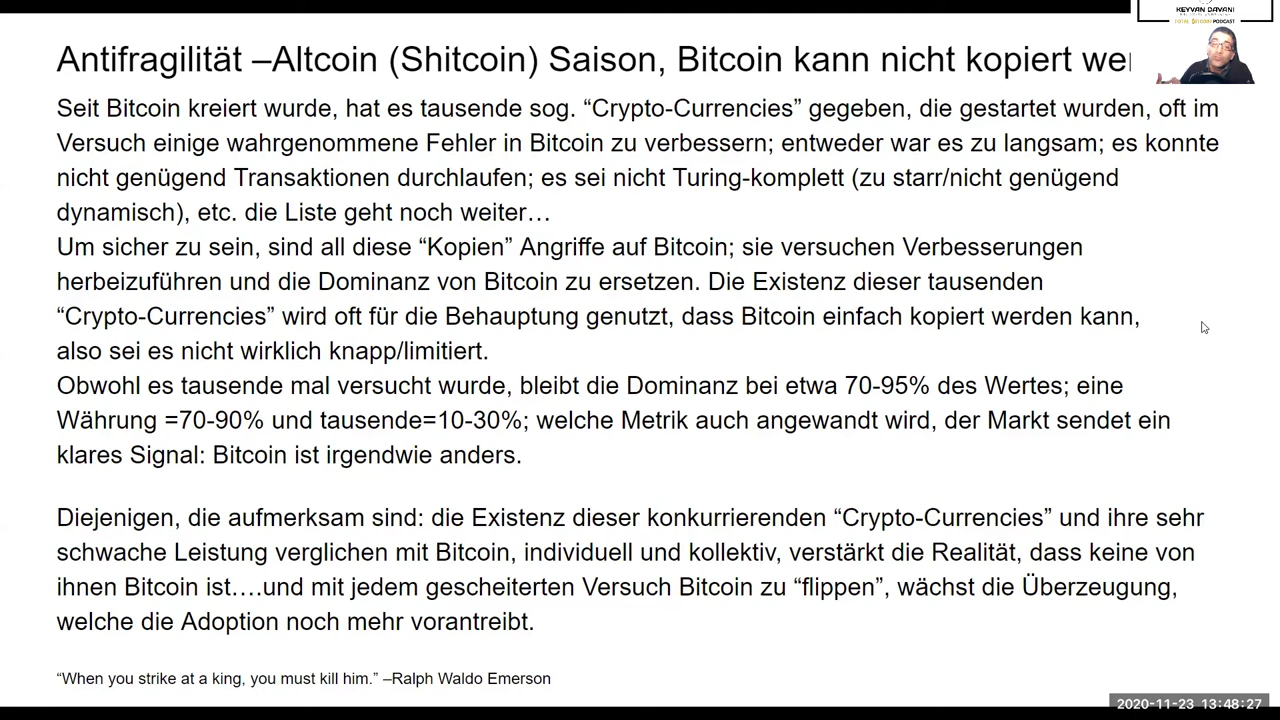 Antifragilität –Altcoin (Shitcoin) Saison, Bitcoin kann nicht kopiert
KEYVAN DAVANI
TOTAL BITCOIN PODCAST
Seit Bitcoin kreiert wurde, hat es tausende sog. “Crypto-Currencies” gegeben, die gestartet wurden, oft im
Versuch einige wahrgenommene Fehler in Bitcoin zu verbessern; entweder war es zu langsam; es konnte
nicht genügend Transaktionen durchlaufen; es sei nicht Turing-komplett (zu starr/nicht genügend
dynamisch), etc. die Liste geht noch weiter…
Um sicher zu sein, sind all diese “Kopien” Angriffe auf Bitcoin; sie versuchen Verbesserungen
herbeizuführen und die Dominanz von Bitcoin zu ersetzen. Die Existenz dieser tausenden
“Crypto-Currencies” wird oft für die Behauptung genutzt, dass Bitcoin einfach kopiert werden kann,
also sei es nicht wirklich knapp/limitiert.
Obwohl es tausende mal versucht wurde, bleibt die Dominanz bei etwa 70-95% des Wertes; eine
Währung =70-90% und tausende=10-30%; welche Metrik auch angewandt wird, der Markt sendet ein
klares Signal: Bitcoin ist irgendwie anders.
Diejenigen, die aufmerksam sind: die Existenz dieser konkurrierenden “Crypto-Currencies” und ihre sehr
schwache Leistung verglichen mit Bitcoin, individuell und kollektiv, verstärkt die Realität, dass keine von
ihnen Bitcoin ist….und mit jedem gescheiterten Versuch Bitcoin zu “flippen”, wächst die Überzeugung,
welche die Adoption noch mehr vorantreibt.
“When you strike at a king, you must kill him.” –Ralph Waldo Emerson
2020-11-23 13:48:27